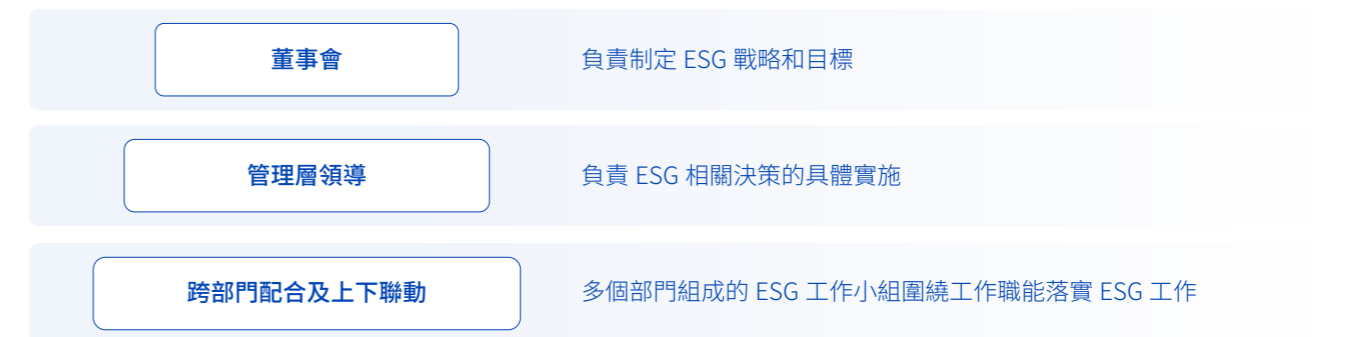 董事會
負責制定 ESG 戰略和目標
管理層領導
負責 ESG 相關決策的具體實施
跨部門配合及上下聯動
多個部門組成的 ESG 工作小組圍繞工作職能落實 ESG 工作